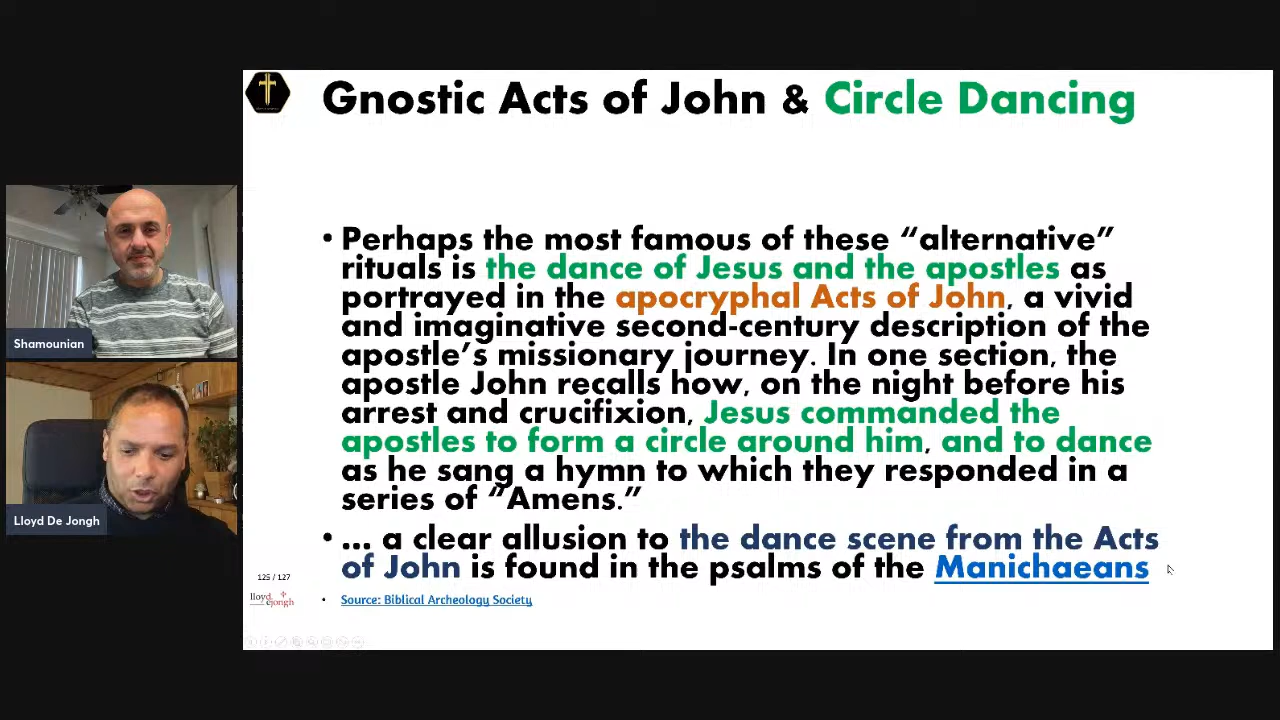 Gnostic Acts of John & Circle Dancing
• Perhaps the most famous of these “alternative”
rituals is the dance of Jesus and the apostles as
portrayed in the apocryphal Acts of John, a vivid
and imaginative second-century description of the
apostle’s missionary journey. In one section, the
apostle John recalls how, on the night before his
arrest and crucifixion, Jesus commanded the
apostles to form a circle around him, and to dance
as he sang a hymn to which they responded in a
series of “Amens.”
• ... a clear allusion to the dance scene from the Acts
of John is found in the psalms of the Manichaeans
• Source: Biblical Archeology Society
125 / 127
lloyd
dejongh
Shamounian
Lloyd De Jongh